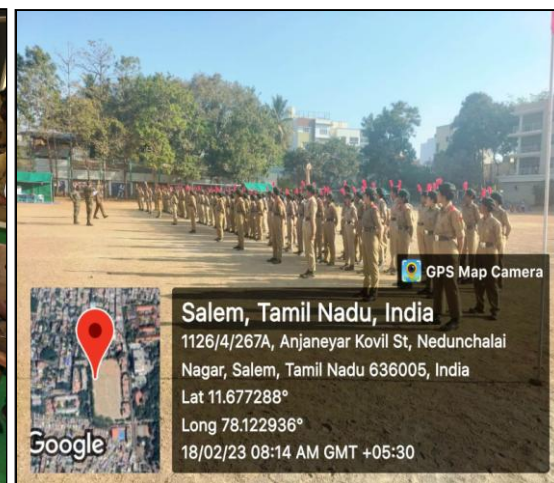 GPS Map Camera
Salem, Tamil Nadu, India
1126/4/267A, Anjaneyar Kovil St, Nedunchalai
Nagar, Salem, Tamil Nadu 636005, India
Lat 11.677288°
Long 78.122936°
18/02/23 08:14 AM GMT +05:30
Google